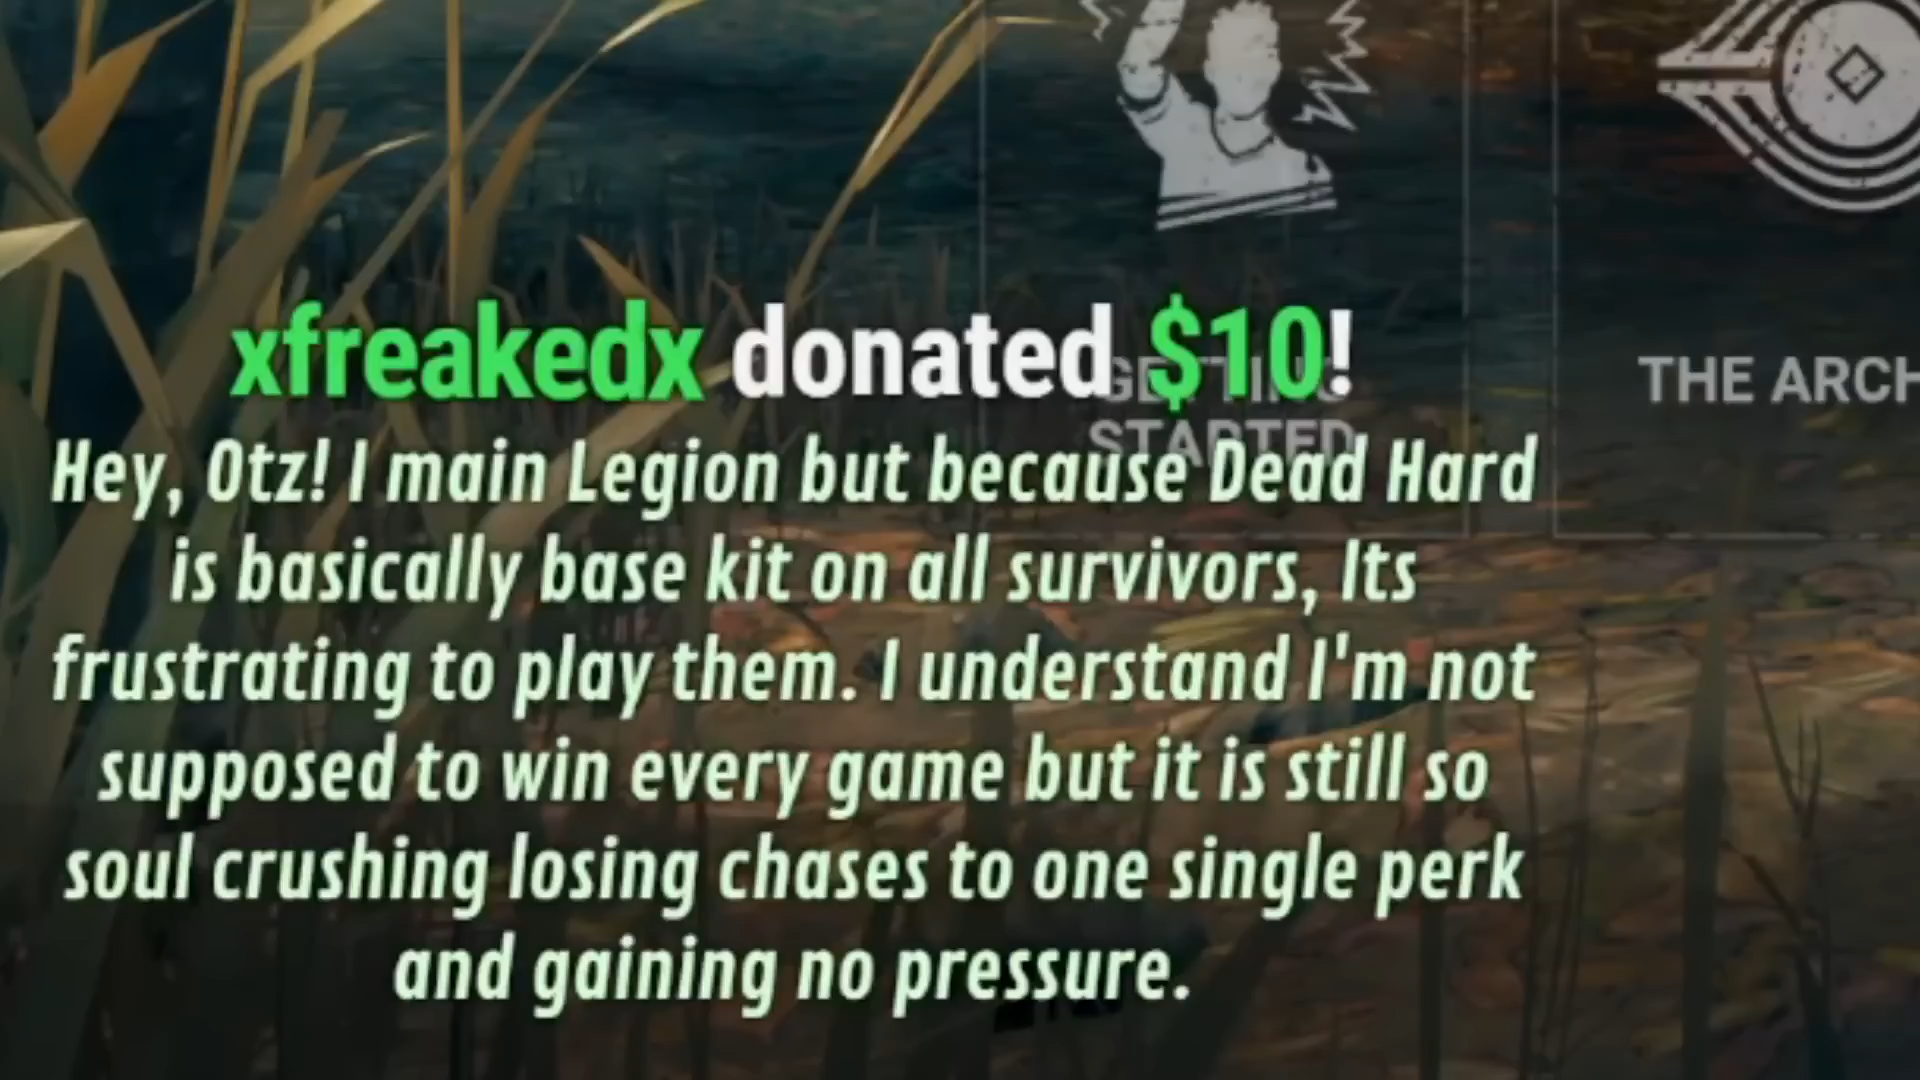 xfreakedx donated $10!
GETTING
STARTED
THE ARCH
Hey, Otz! I main Legion but because Dead Hard
is basically base kit on all survivors, Its
frustrating to play them. I understand I'm not
supposed to win every game but it is still so
soul crushing losing chases to one single perk
and gaining no pressure.